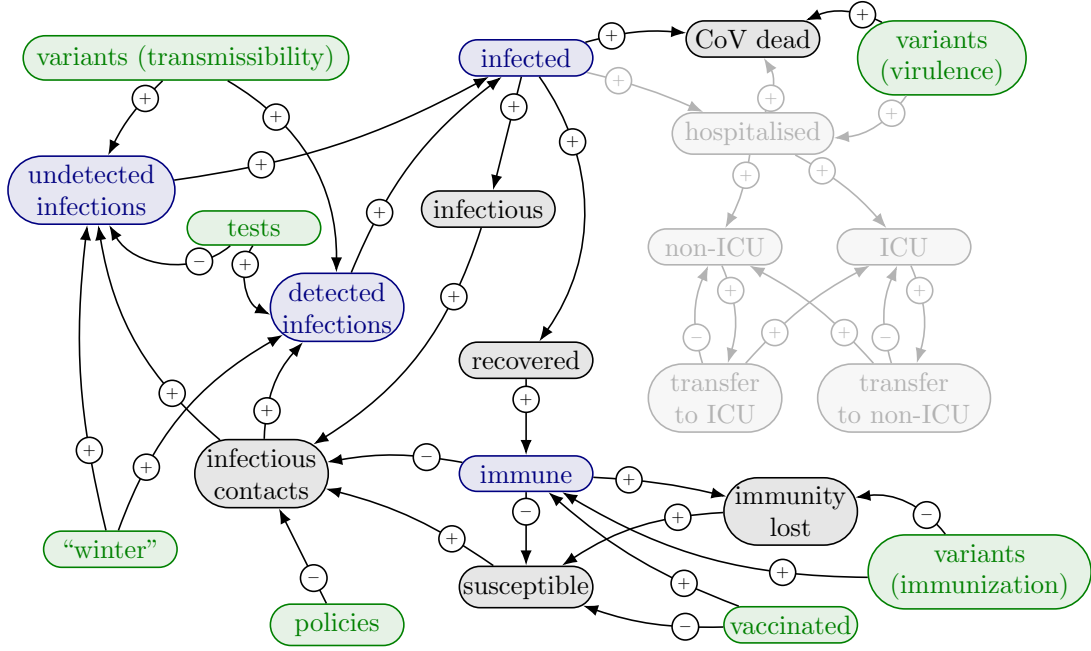 variants (transmissibility)
infected
CoV dead
variants
(virulence)
hospitalised
undetected
infections
infectious
tests
non-ICU
ICU
detected
infections
recovered
transfer
to ICU
transfer
to non-ICU
infectious
contacts
immune
immunity
lost
“winter”
susceptible
variants
(immunization)
policies
vaccinated
+
+
+
+
+
+
+
+
+
+
+
+
+
−
+
+
+
+
+
+
−
+
+
−
+
+
+
+
+
−
+
−
+
−
+
+
−
+
+
−